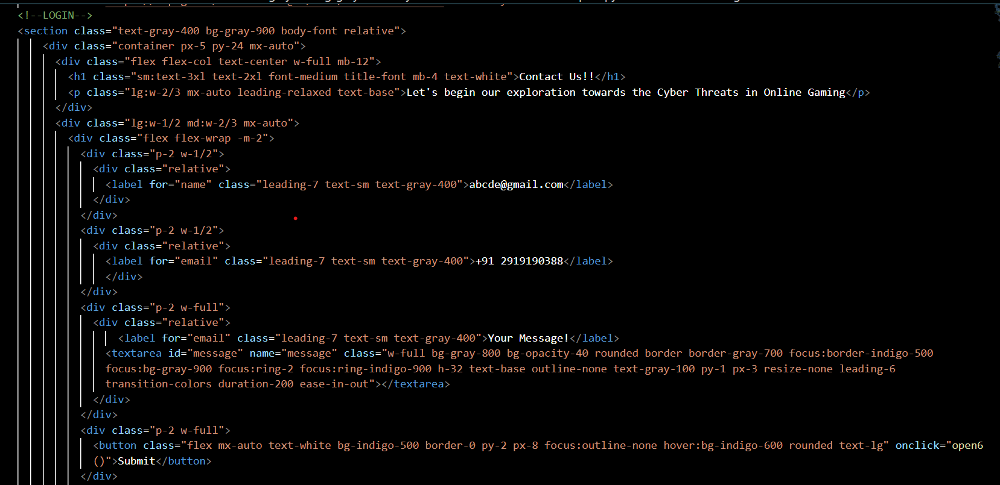 <!--LOGIN-->
<section class="text-gray-400 bg-gray-900 body-font relative">
<div class="container px-5 py-24 mx-auto">
<div class="flex flex-col text-center w-full mb-12">
<h1 class="sm:text-3xl text-2xl font-medium title-font mb-4 text-white">Contact Us!!</h1>
<p class="lg:w-2/3 mx-auto leading-relaxed text-base">Let's begin our exploration towards the Cyber Threats in Online Gaming</p>
</div>
<div class="lg:w-1/2 md:w-2/3 mx-auto">
<div class="flex flex-wrap -m-2">
<div class="p-2 w-1/2">
<div class="relative">
<label for="name" class="leading-7 text-sm text-gray-400">abcde@gmail.com</label>
</div>
</div>
<div class="p-2 w-1/2">
<div class="relative">
<label for="email" class="leading-7 text-sm text-gray-400">+91 2919190388</label>
</div>
</div>
<div class="p-2 w-full">
<div class="relative">
<label for="email" class="leading-7 text-sm text-gray-400">Your Message!</label>
<textarea id="message" name="message" class="w-full bg-gray-800 bg-opacity-40 rounded border border-gray-700 focus:border-indigo-500
focus:bg-gray-900 focus:ring-2 focus:ring-indigo-900 h-32 text-base outline-none text-gray-100 py-1 px-3 resize-none leading-6
transition-colors duration-200 ease-in-out"></textarea>
</div>
</div>
<div class="p-2 w-full">
<button class="flex mx-auto text-white bg-indigo-500 border-0 py-2 px-8 focus:outline-none hover:bg-indigo-600 rounded text-lg" onclick="open6
()">Submit</button>
</div>